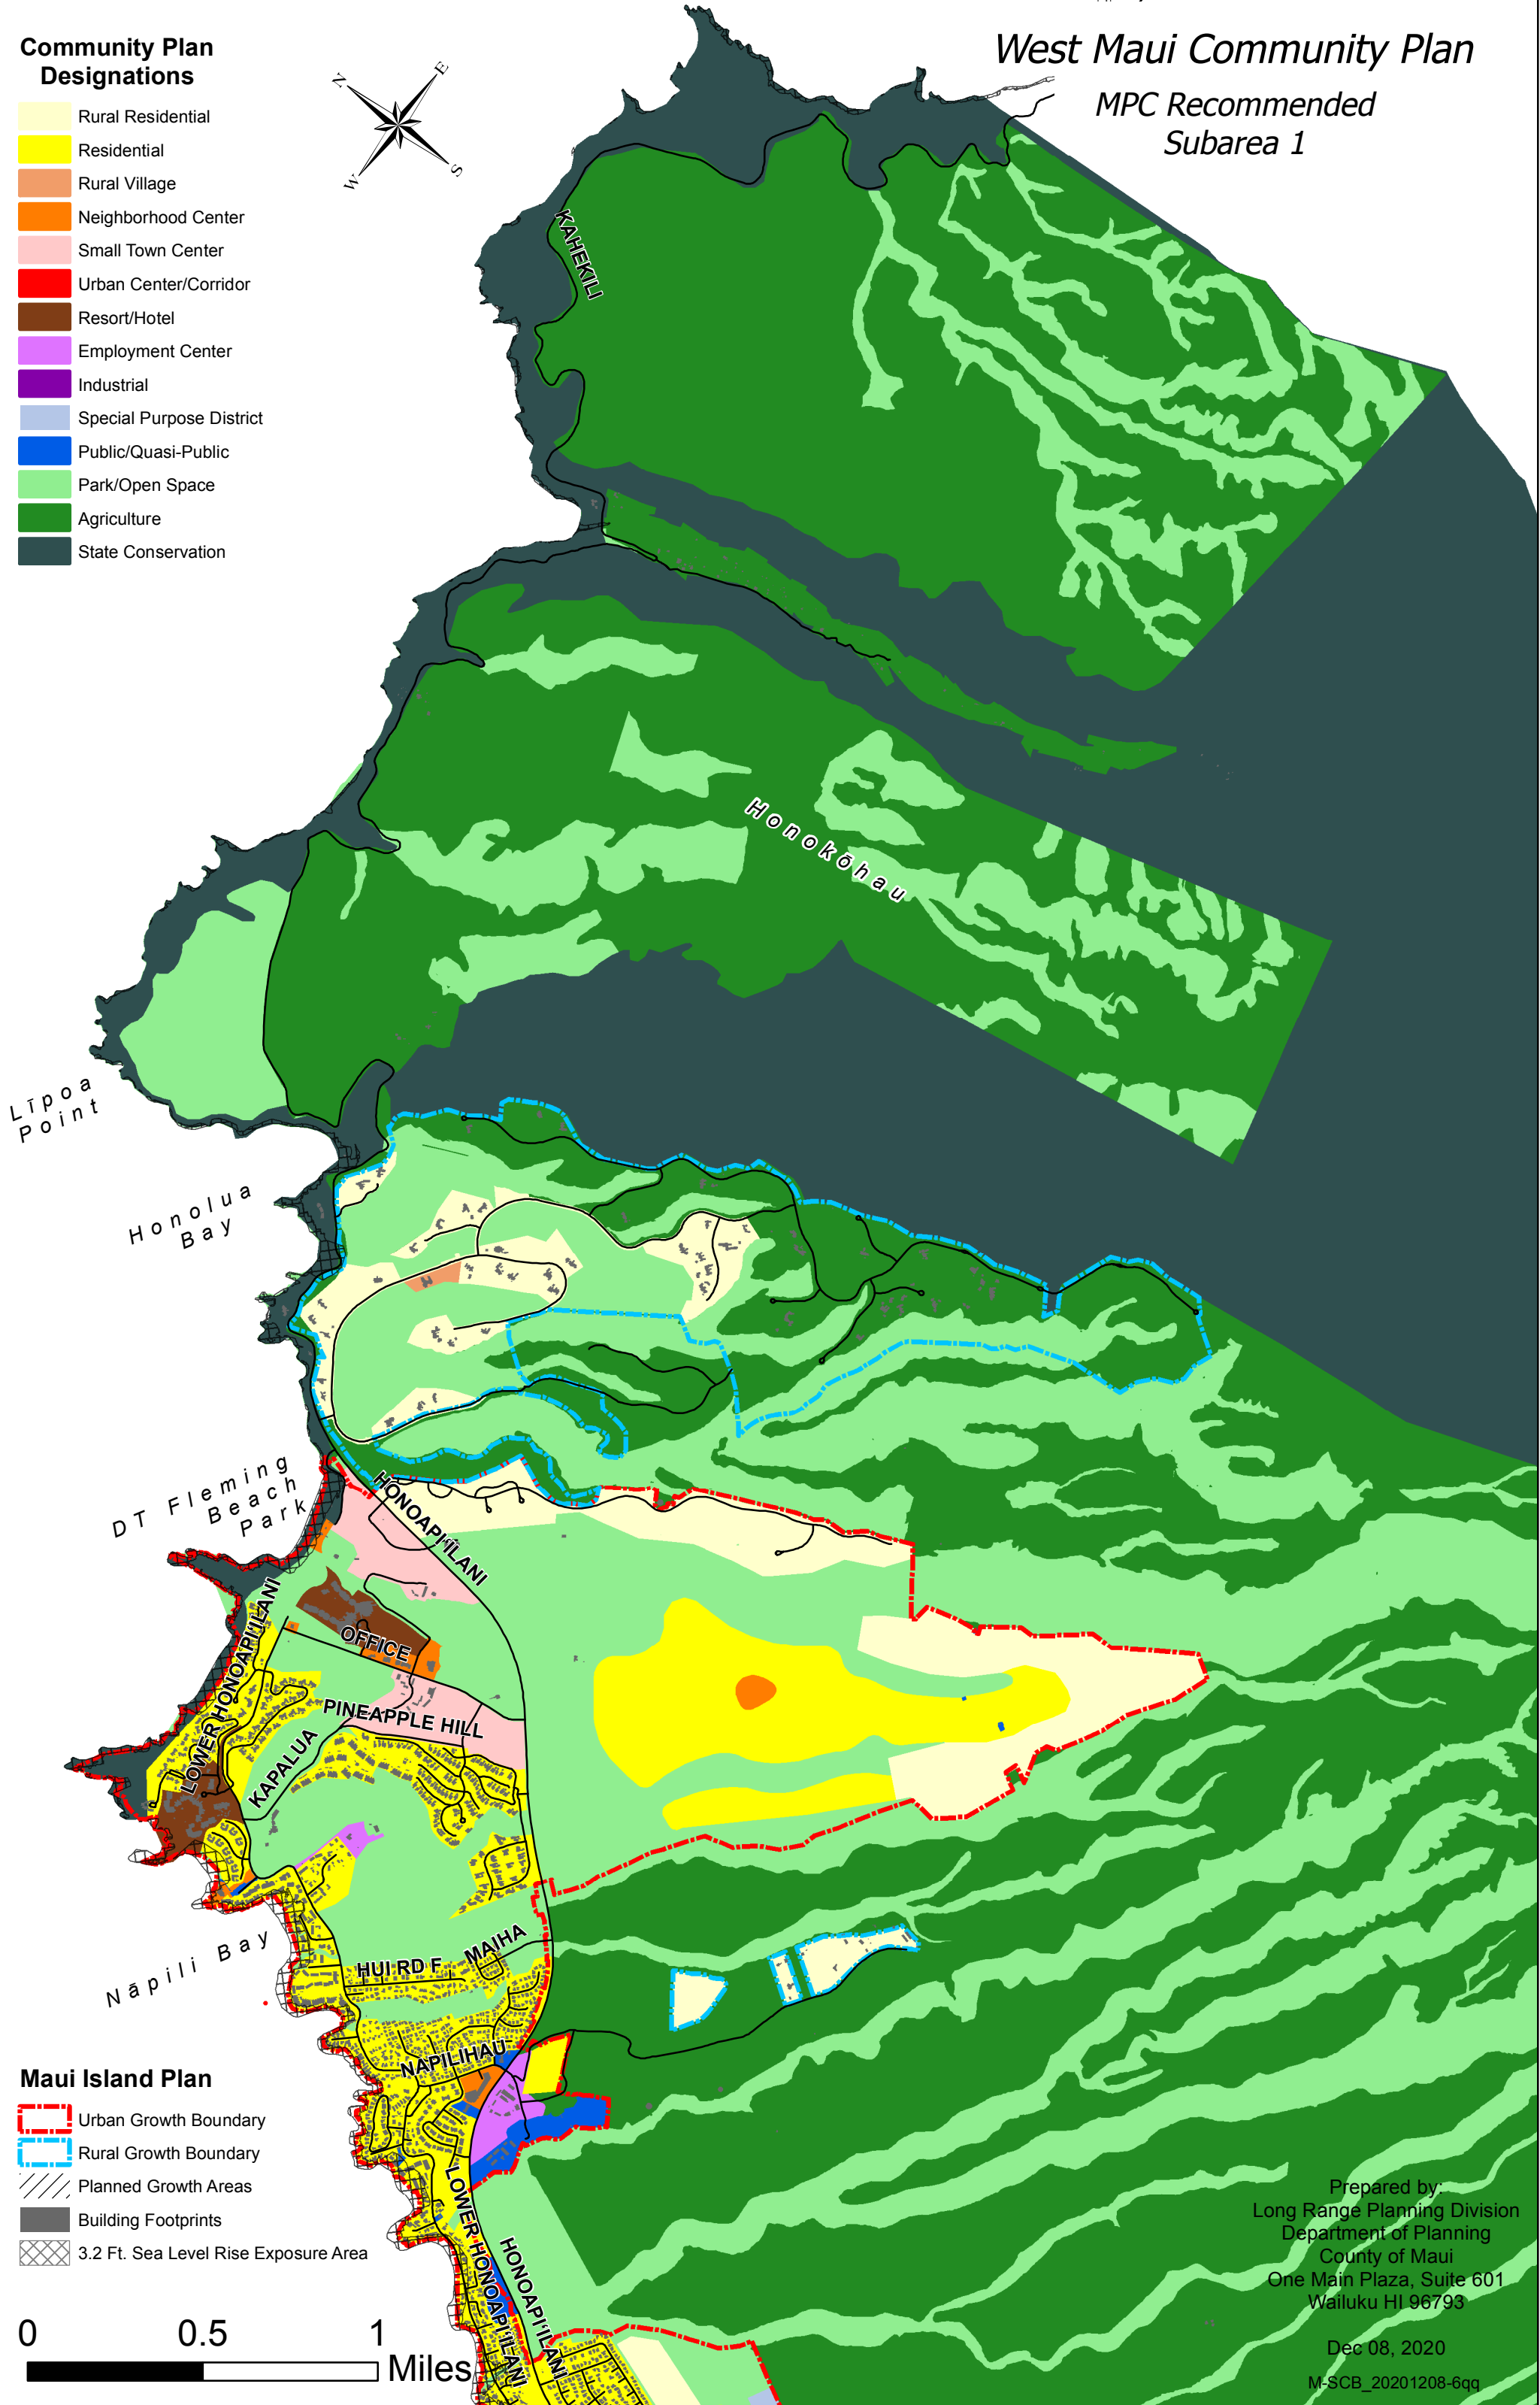 West Maui Community Plan
MPC Recommended
Subarea 1
Community Plan
Designations
Rural Residential
Residential
Rural Village
Neighborhood Center
Small Town Center
Urban Center/Corridor
Resort/Hotel
Employment Center
Industrial
Special Purpose District
Public/Quasi-Public
Park/Open Space
Agriculture
State Conservation
N
E
W
S
KAHEKILI
Honokōhau
Līpoa
Point
Honolua
Bay
DT Fleming
Beach
Park
HONOAPI'ILANI
LOWER HONOAPI'ILANI
OFFICE
PINEAPPLE HILL
KAPALUA
Nāpili Bay
HUI RD F
MAIHA
NAPILIHAU
LOWER HONOAPI'ILANI
HONOAPI'ILANI
Maui Island Plan
Urban Growth Boundary
Rural Growth Boundary
Planned Growth Areas
Building Footprints
3.2 Ft. Sea Level Rise Exposure Area
0 0.5 1
Miles
Prepared by:
Long Range Planning Division
Department of Planning
County of Maui
One Main Plaza, Suite 601
Wailuku HI 96793
Dec 08, 2020
M-SCB_20201208-6qq